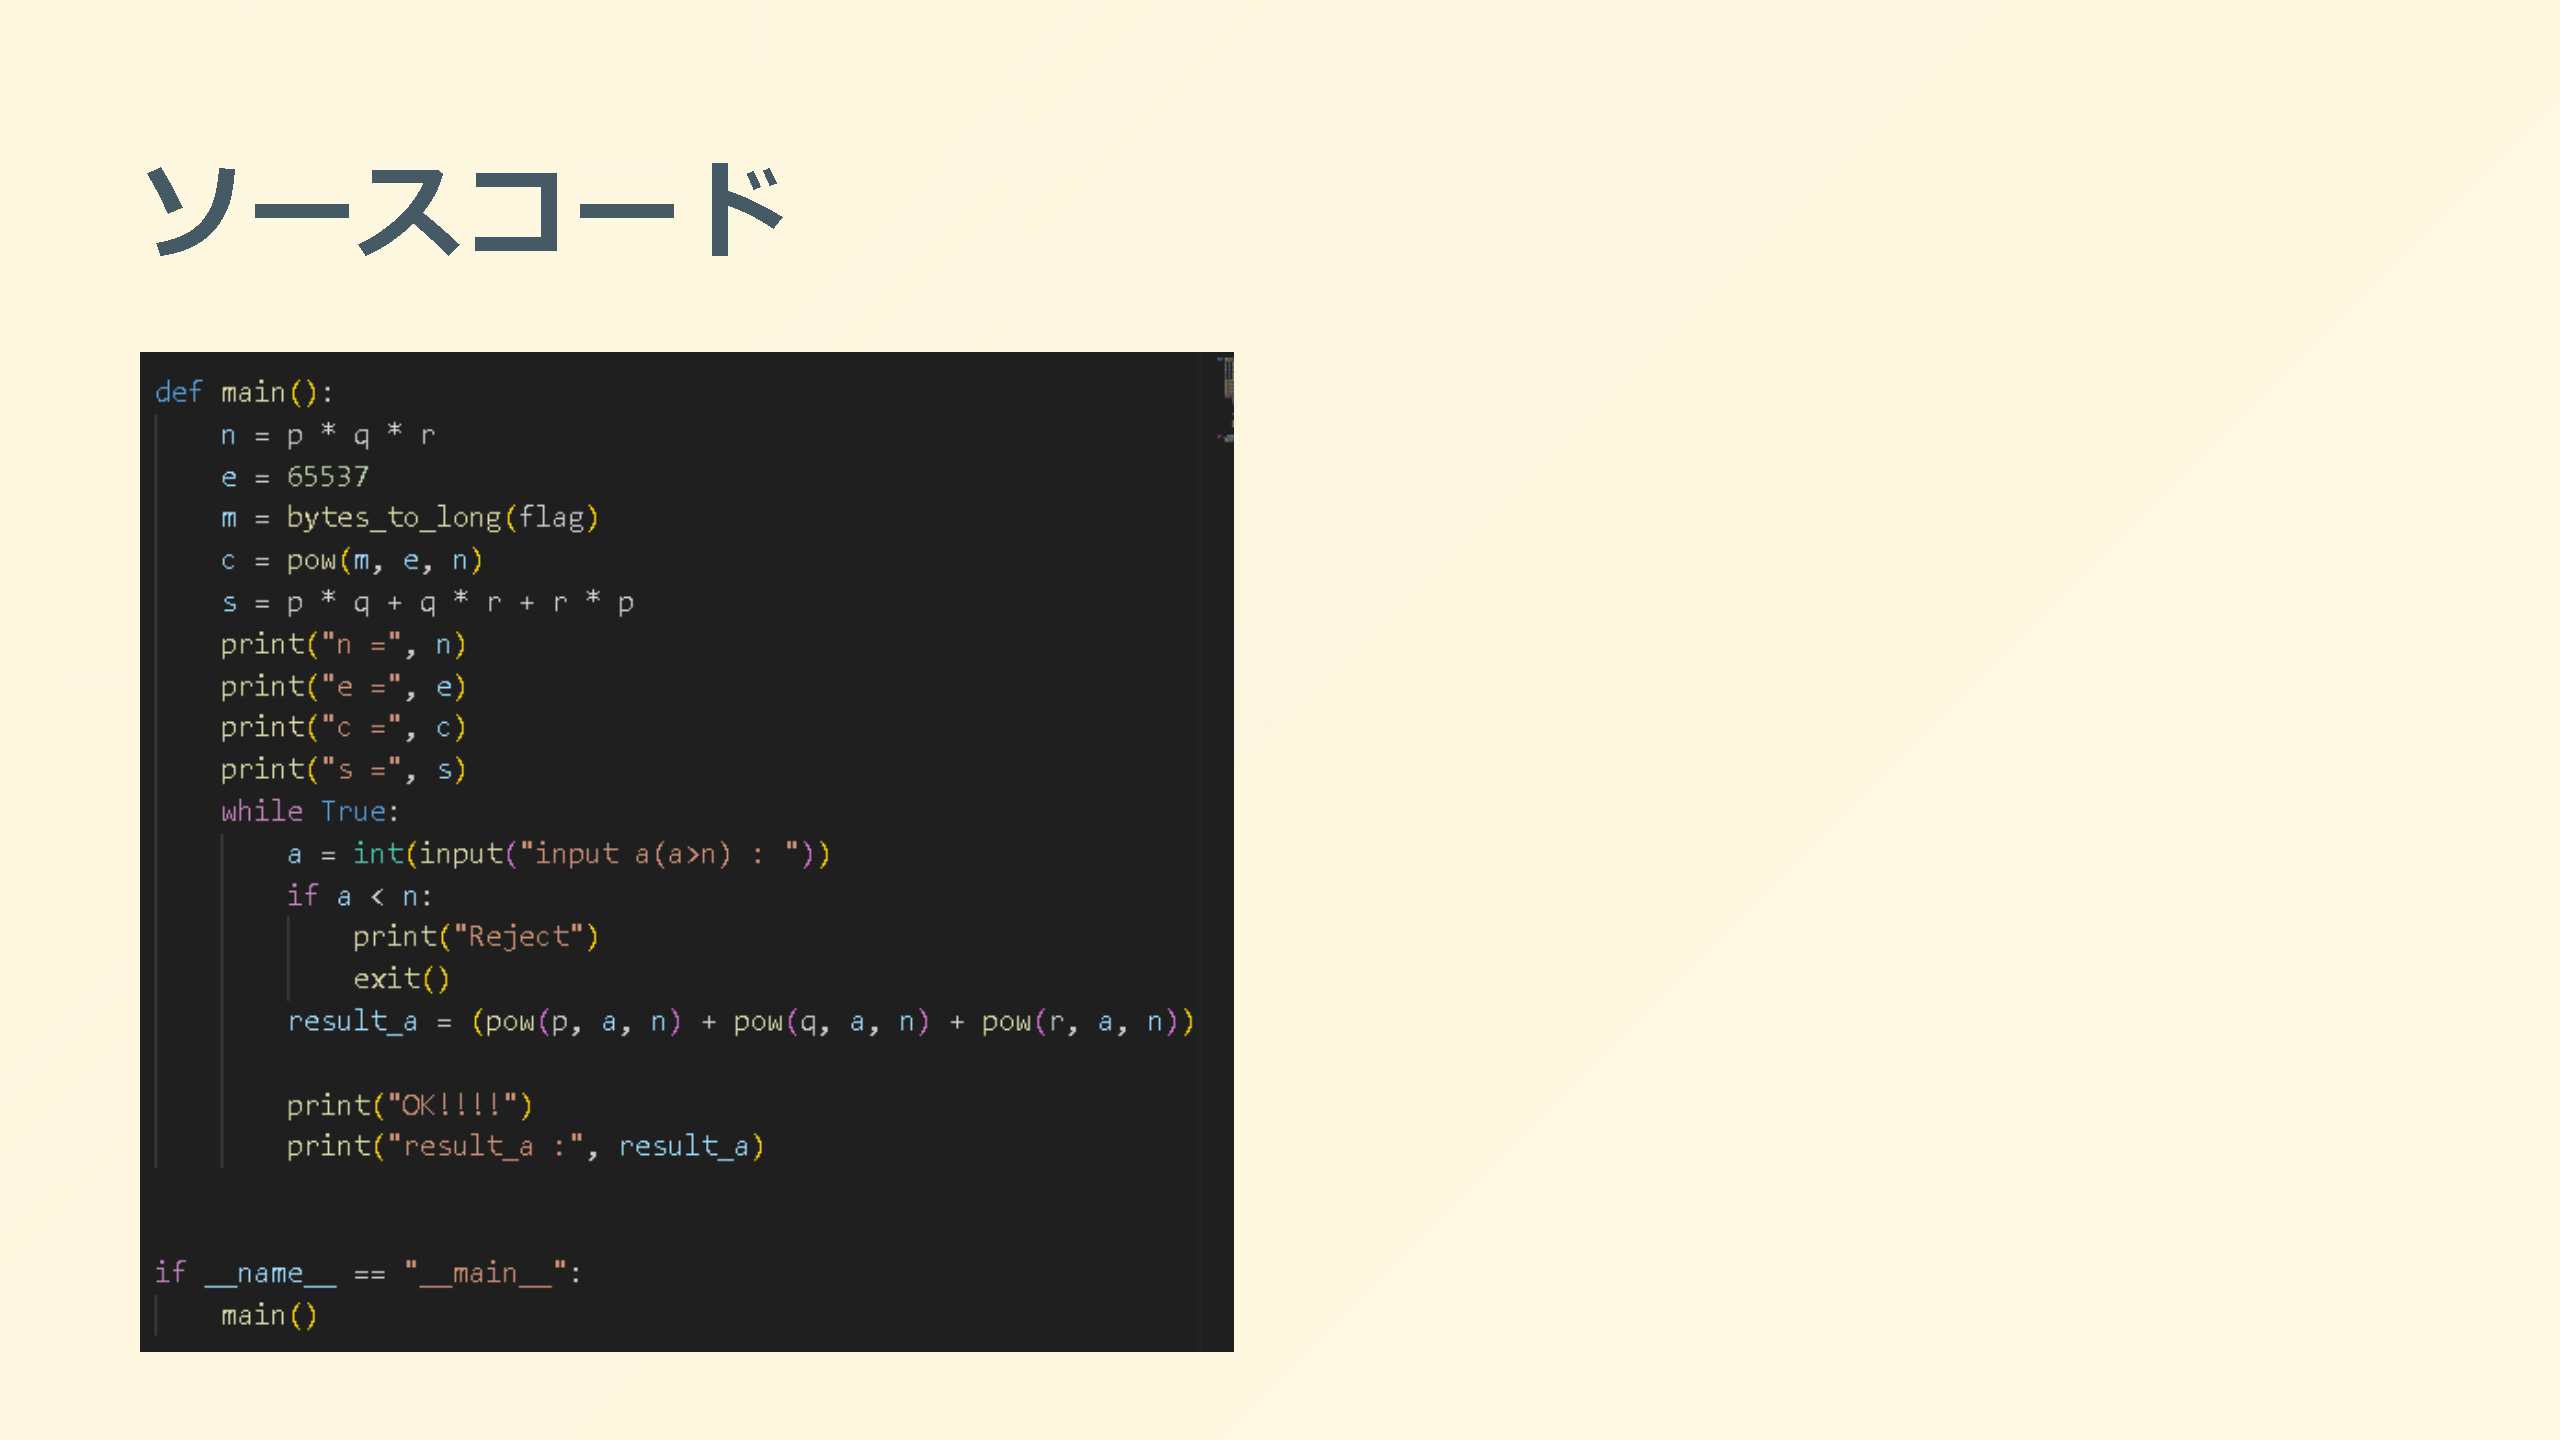 ソースコード
def main():
    n = p * q * r
    e = 65537
    m = bytes_to_long(flag)
    c = pow(m, e, n)
    s = p * q + q * r + r * p
    print("n =", n)
    print("e =", e)
    print("c =", c)
    print("s =", s)
    while True:
        a = int(input("input a(a>n) : "))
        if a < n:
            print("Reject")
            exit()
        result_a = (pow(p, a, n) + pow(q, a, n) + pow(r, a, n))
        print("OK!!!!")
        print("result_a :", result_a)
if __name__ == "__main__":
    main()